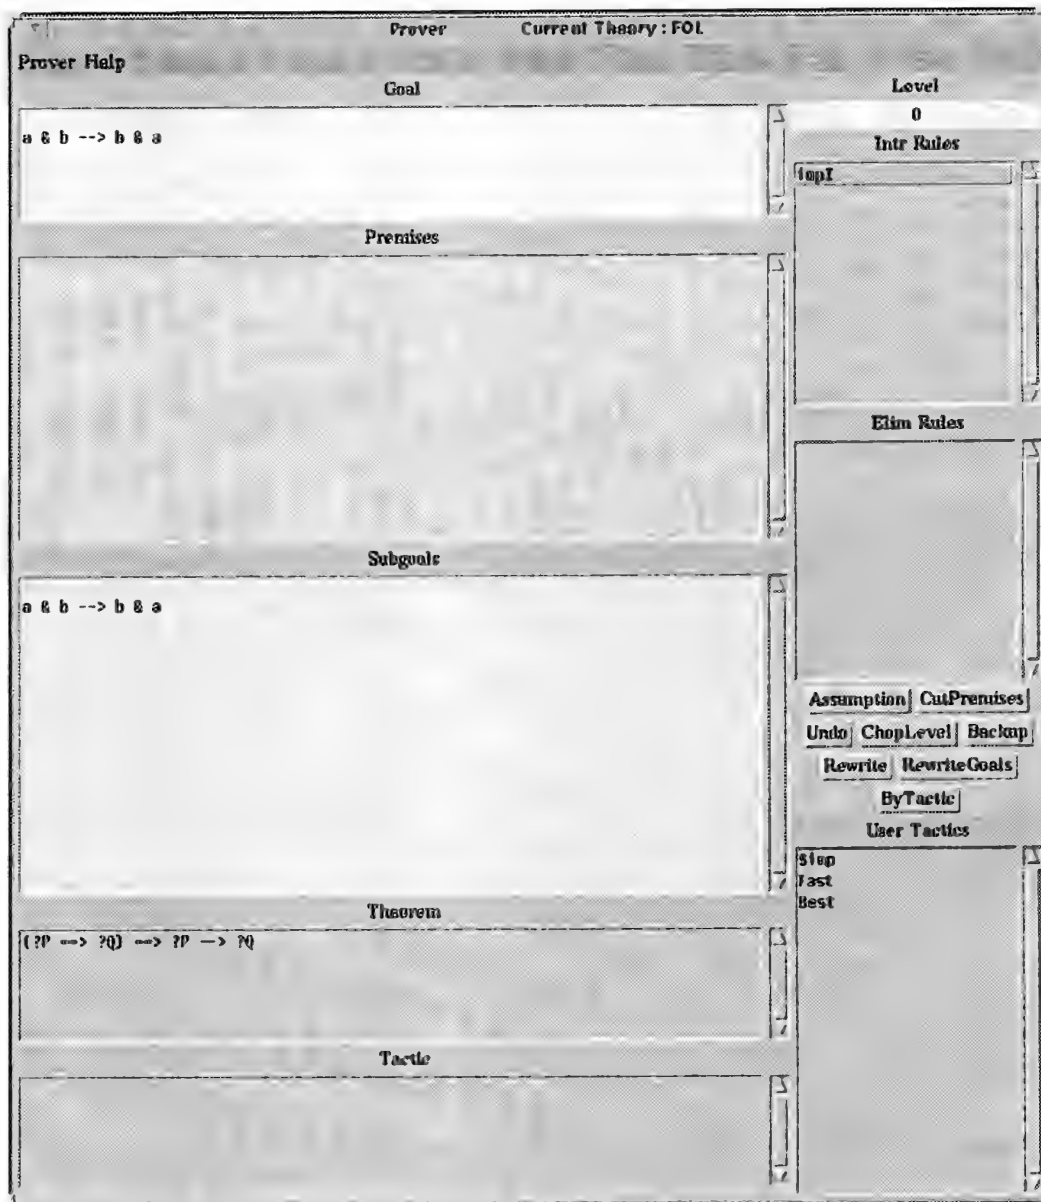 Prover Current Theory : FOL
Prover Help
Goal
a & b --> b & a
Premises
Subgoals
a & b --> b & a
Theorem
(?P ==> ?Q) ==> ?P --> ?Q
Tactic
Level
0
Intr Rules
impI
Elim Rules
Assumption CutPremises
Undo ChopLevel Backup
Rewrite RewriteGoals
ByTactic
User Tactics
Step
Fast
Best